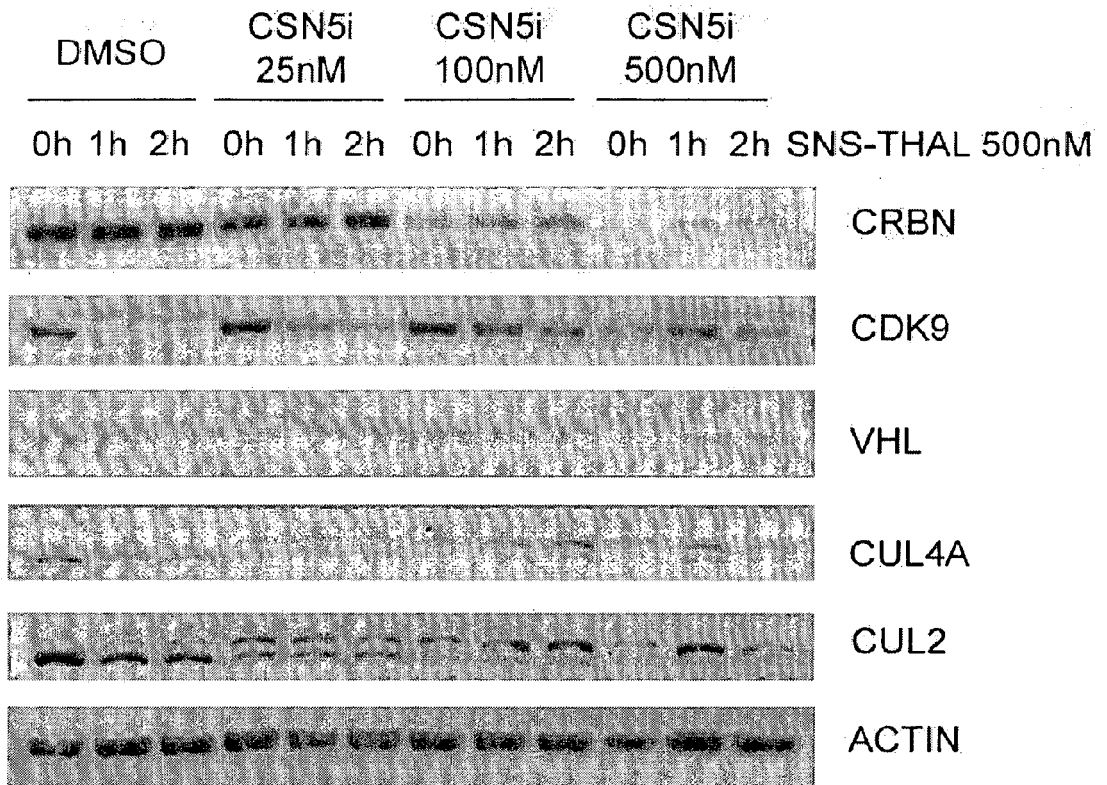 DMSO
CSN5i 25nM
CSN5i 100nM
CSN5i 500nM
0h 1h 2h 0h 1h 2h 0h 1h 2h 0h 1h 2h SNS-THAL 500nM
CRBN
CDK9
VHL
CUL4A
CUL2
ACTIN